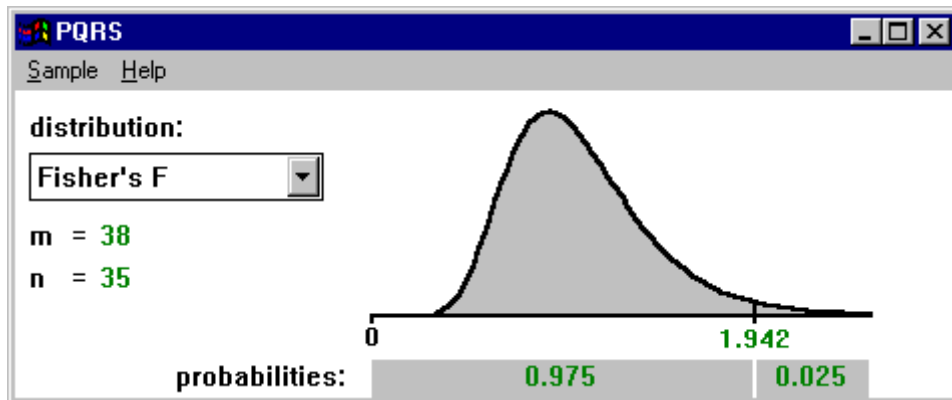 PQRS
Sample Help
distribution:
Fisher's F
m = 38
n = 35
0 1.942
probabilities: 0.975 0.025